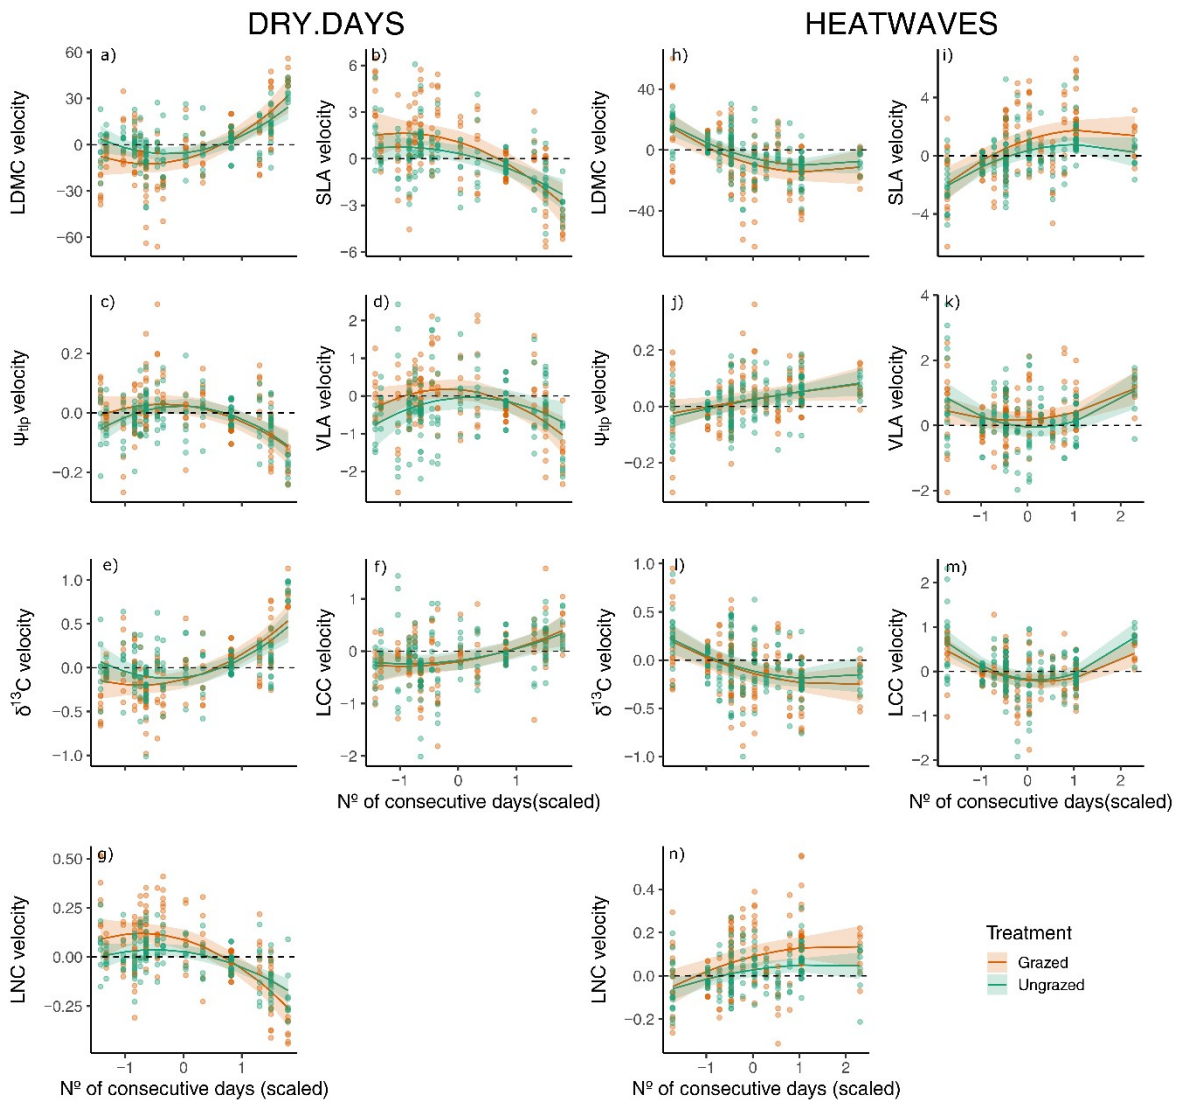 DRY.DAYS
HEATWAVES
a)
60
30
0
−30
−60
LDMC velocity
b)
6
3
0
−3
−6
SLA velocity
h)
40
0
−40
LDMC velocity
i)
4
0
−4
SLA velocity
c)
0.2
0.0
−0.2
Ψtip velocity
d)
2
1
0
−1
−2
VLA velocity
j)
0.2
0.0
−0.2
Ψtip velocity
k)
4
2
0
−2
VLA velocity
−1 0 1 2
e)
1.0
0.5
0.0
−0.5
−1.0
δ¹³C velocity
f)
1
0
−1
−2
LCC velocity
−1 0 1
Nº of consecutive days(scaled)
l)
1.0
0.5
0.0
−0.5
−1.0
δ¹³C velocity
m)
2
1
0
−1
−2
LCC velocity
−1 0 1 2
Nº of consecutive days(scaled)
g)
0.50
0.25
0.00
−0.25
LNC velocity
−1 0 1
Nº of consecutive days (scaled)
n)
0.4
0.2
0.0
−0.2
LNC velocity
−1 0 1 2
Nº of consecutive days (scaled)
Treatment
Grazed
Ungrazed